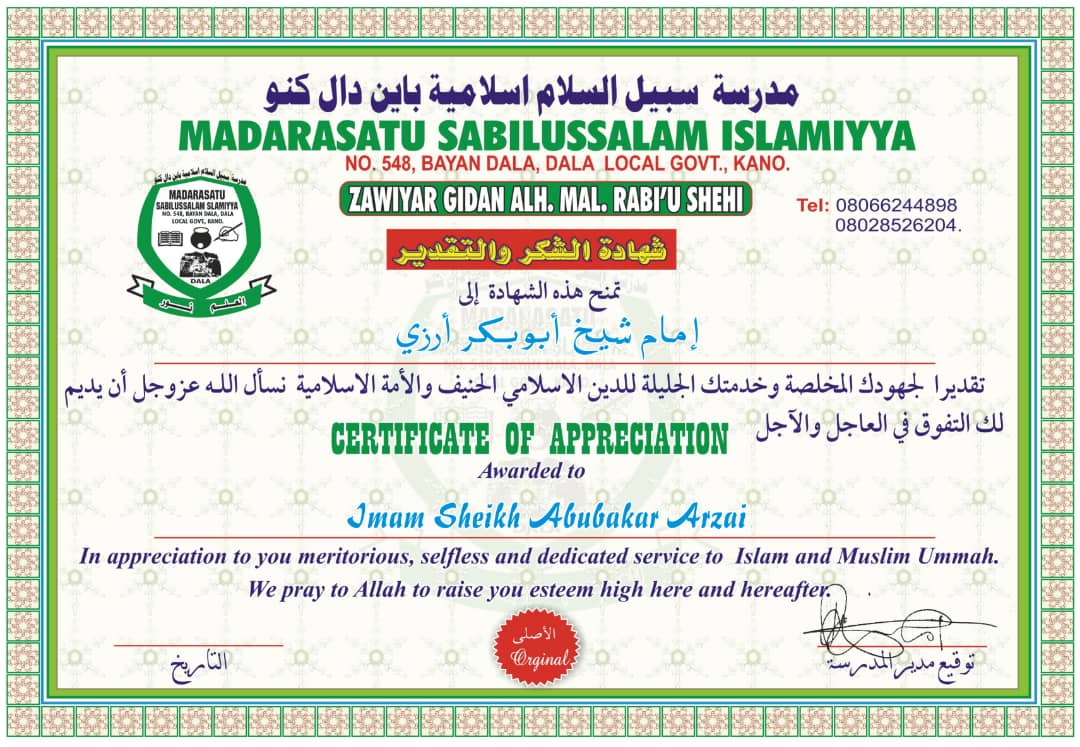 مدرسة سبيل السلام اسلامية باين دال كنو
MADARASATU SABILUSSALAM ISLAMIYYA
NO. 548, BAYAN DALA, DALA LOCAL GOVT., KANO.
ZAWIYAR GIDAN ALH. MAL. RABI'U SHEHI
Tel: 08066244898
08028526204.
مدرسة سبيل السلام اسلامية باين دال كنو
MADARASATU
SABILUSSALAM SLAMIYYA
NO. 548, BAYAN DALA, DALA
LOCAL GOVT., KANO.
DALA
العلم نور
شهادة الشكر والتقدير
تمنح هذه الشهادة إلى
إمام شيخ أبوبكر أرزي
تقديرا لجهودك المخلصة وخدمتك الجليلة للدين الاسلامي الحنيف والأمة الاسلامية نسأل الله عزوجل أن يديم
لك التفوق في العاجل والآجل
CERTIFICATE OF APPRECIATION
Awarded to
Imam Sheikh Abubakar Arzai
In appreciation to you meritorious, selfless and dedicated service to Islam and Muslim Ummah.
We pray to Allah to raise you esteem high here and hereafter.
الأصلى
Orginal
التاريخ
توقيع مدير المدرسة